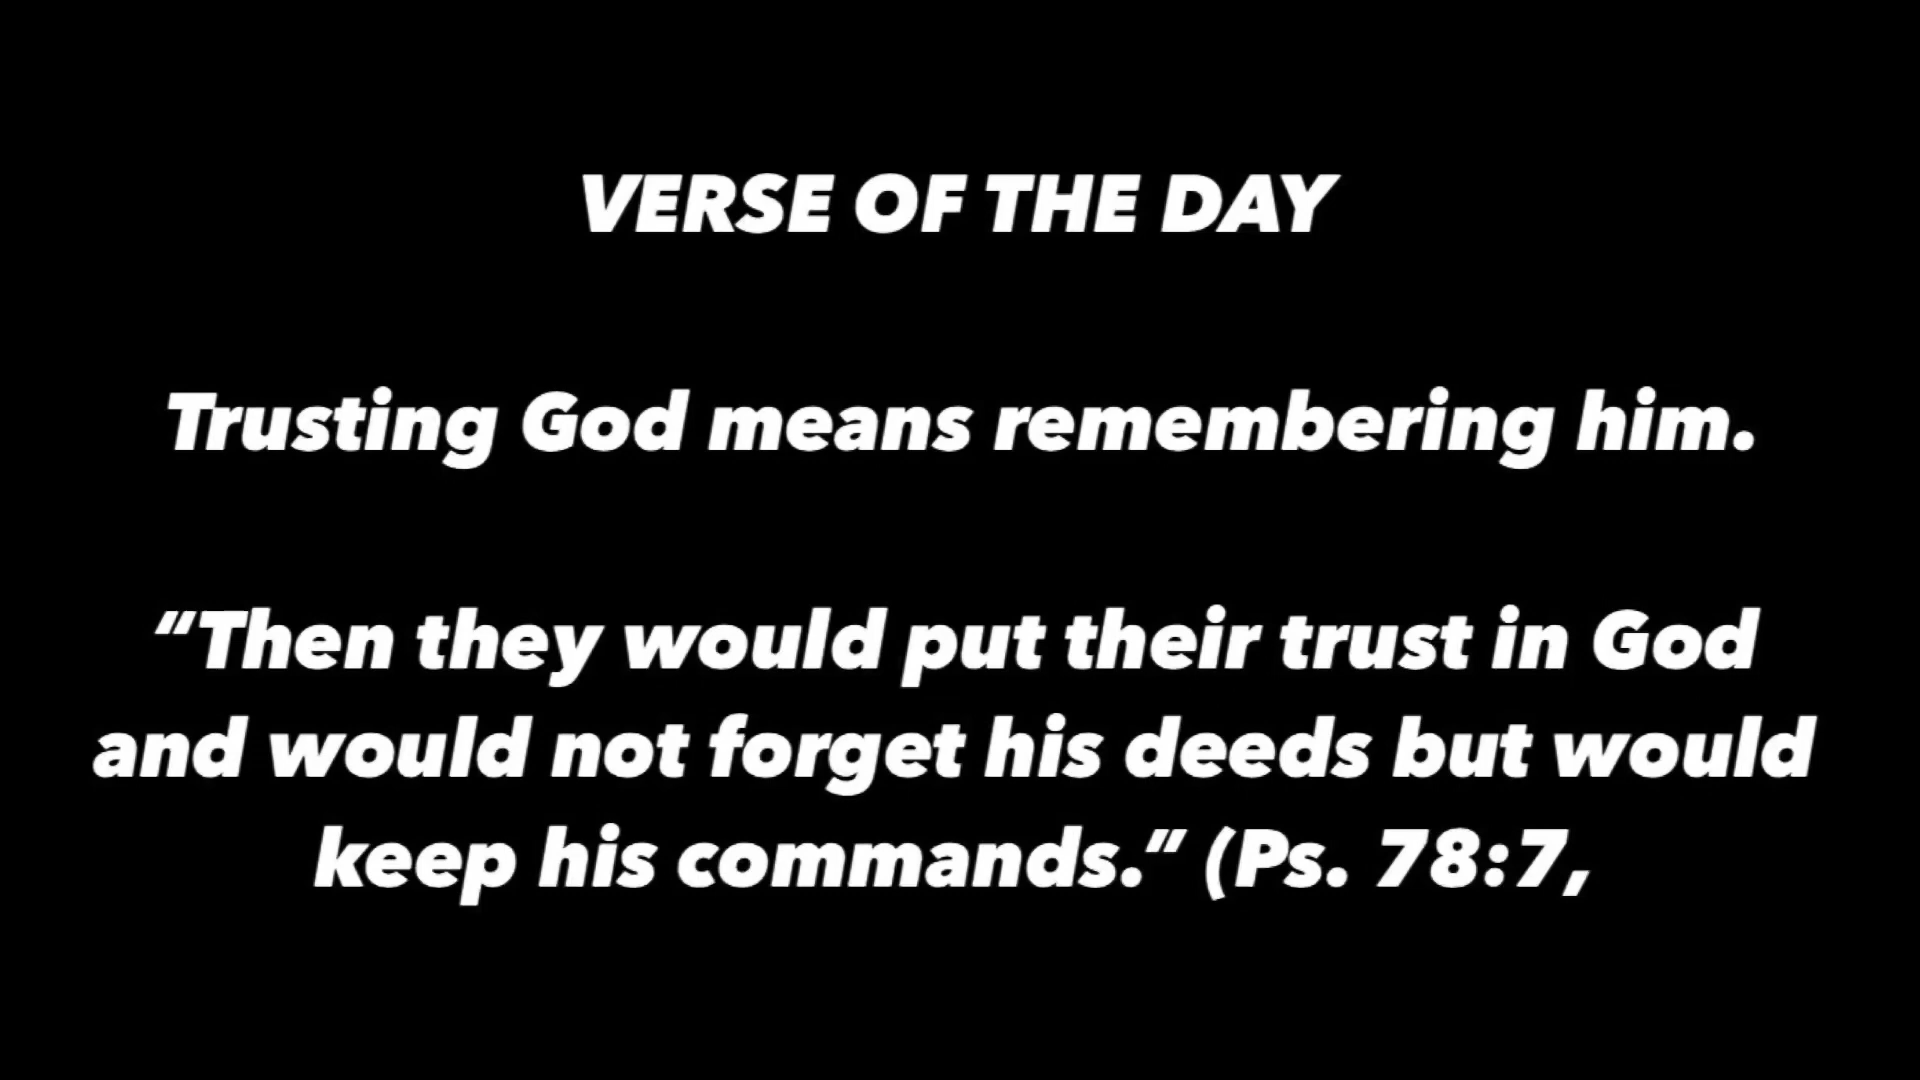 VERSE OF THE DAY
Trusting God means remembering him.
“Then they would put their trust in God
and would not forget his deeds but would
keep his commands.” (Ps. 78:7,